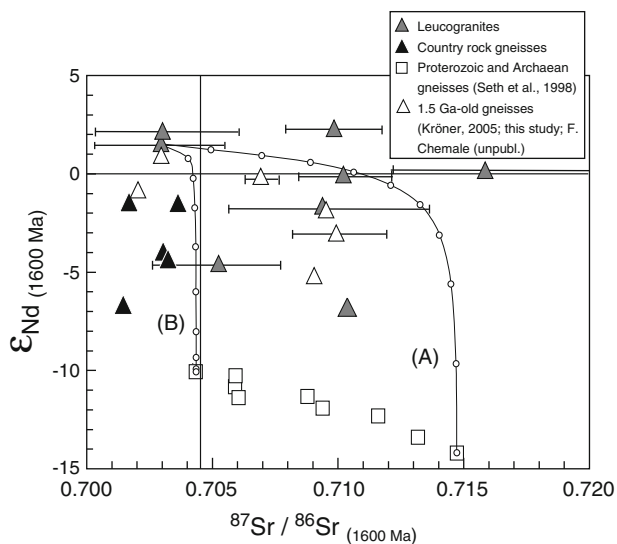 Leucogranites
Country rock gneisses
Proterozoic and Archaean
gneisses (Seth et al., 1998)
1.5 Ga-old gneisses
(Kröner, 2005; this study; F.
Chemale (unpubl.)
5
0
-5
-10
-15
εNd (1600 Ma)
(B)
(A)
0.700
0.705
0.710
0.715
0.720
87Sr / 86Sr (1600 Ma)